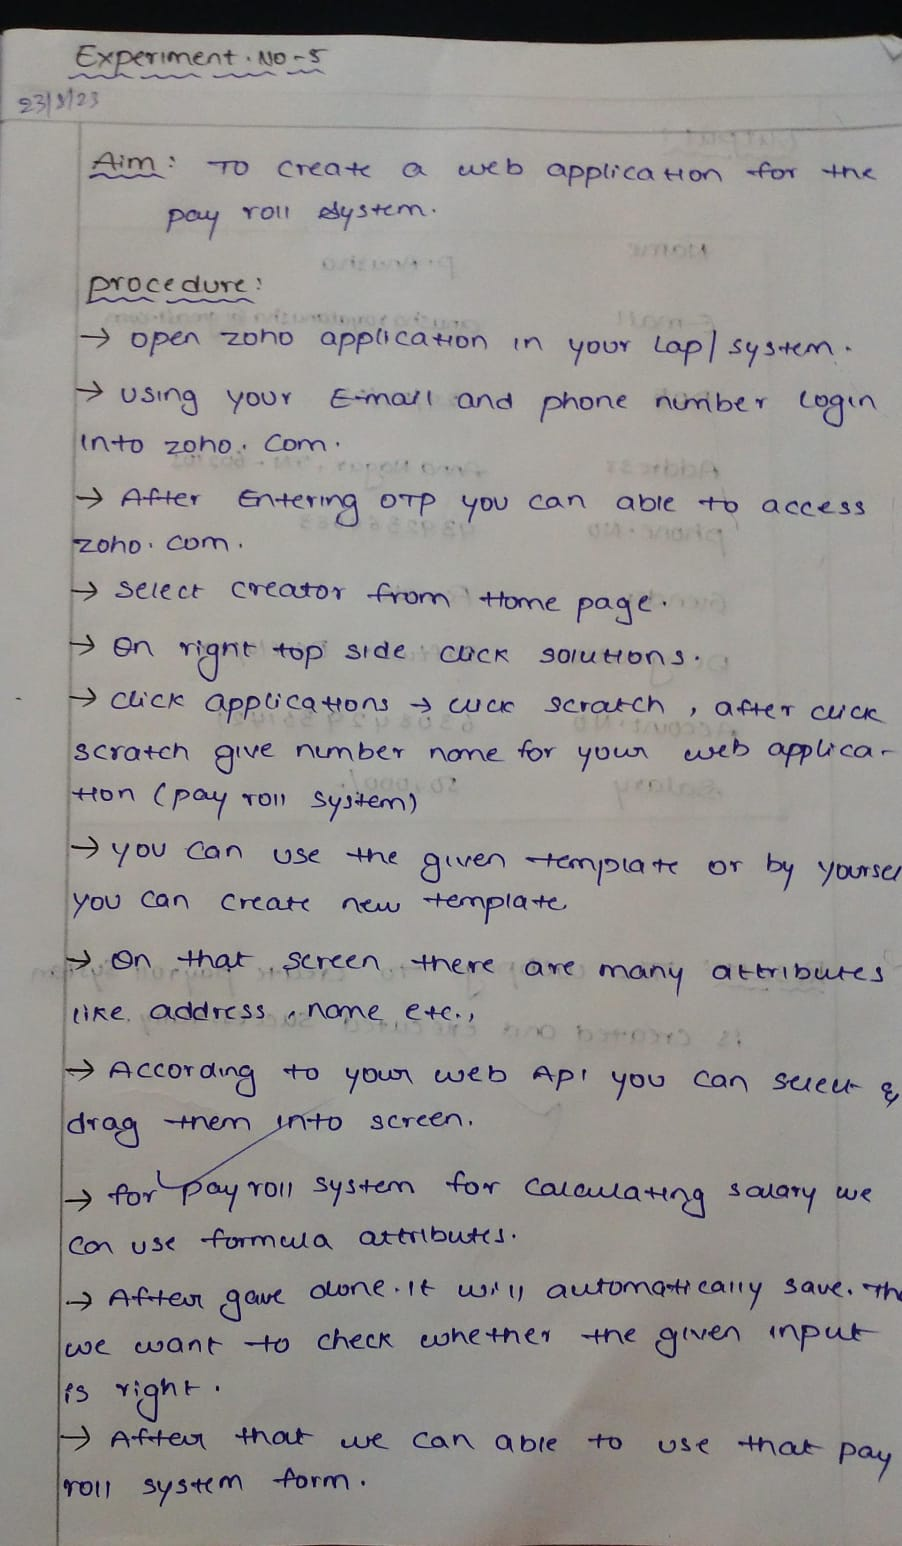 Experiment. No - 5
23/8/23
Aim: To create a web application for the
pay roll system.
procedure:
→ open zoho application in your Lap/system.
→ using your E-mail and phone number login
into zoho. com.
→ After Entering OTP you can able to access
zoho. com.
→ select creator from Home page.
→ On right top side click solutions.
→ click applications → click scratch, after click
scratch give number name for your web applica-
tion (pay roll system)
→ you can use the given template or by yoursel
you can create new template
→ On that screen there are many attributes
like address, name etc.,
→ According to your web API you can select &
drag them into screen.
→ for pay roll system for calculating salary we
can use formula attributes.
→ After gave done. It will automatically save. The
we want to check whether the given input
is right.
→ After that we can able to use that pay
roll system form.